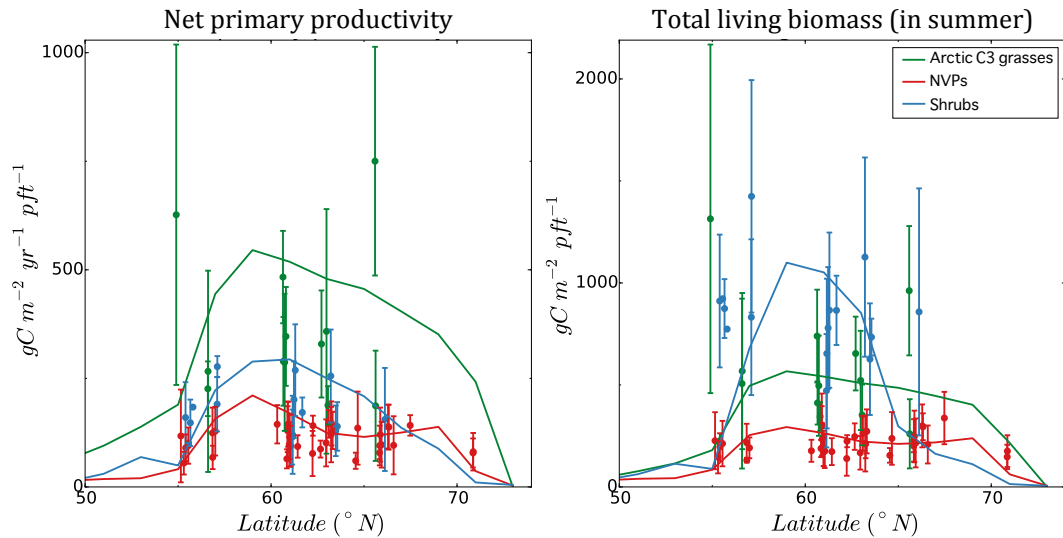 Net primary productivity
Total living biomass (in summer)
1000
500
0
50
60
70
gC m⁻² yr⁻¹ pft⁻¹
Latitude (° N)
2000
1000
0
50
60
70
gC m⁻² pft⁻¹
Latitude (° N)
Arctic C3 grasses
NVPs
Shrubs